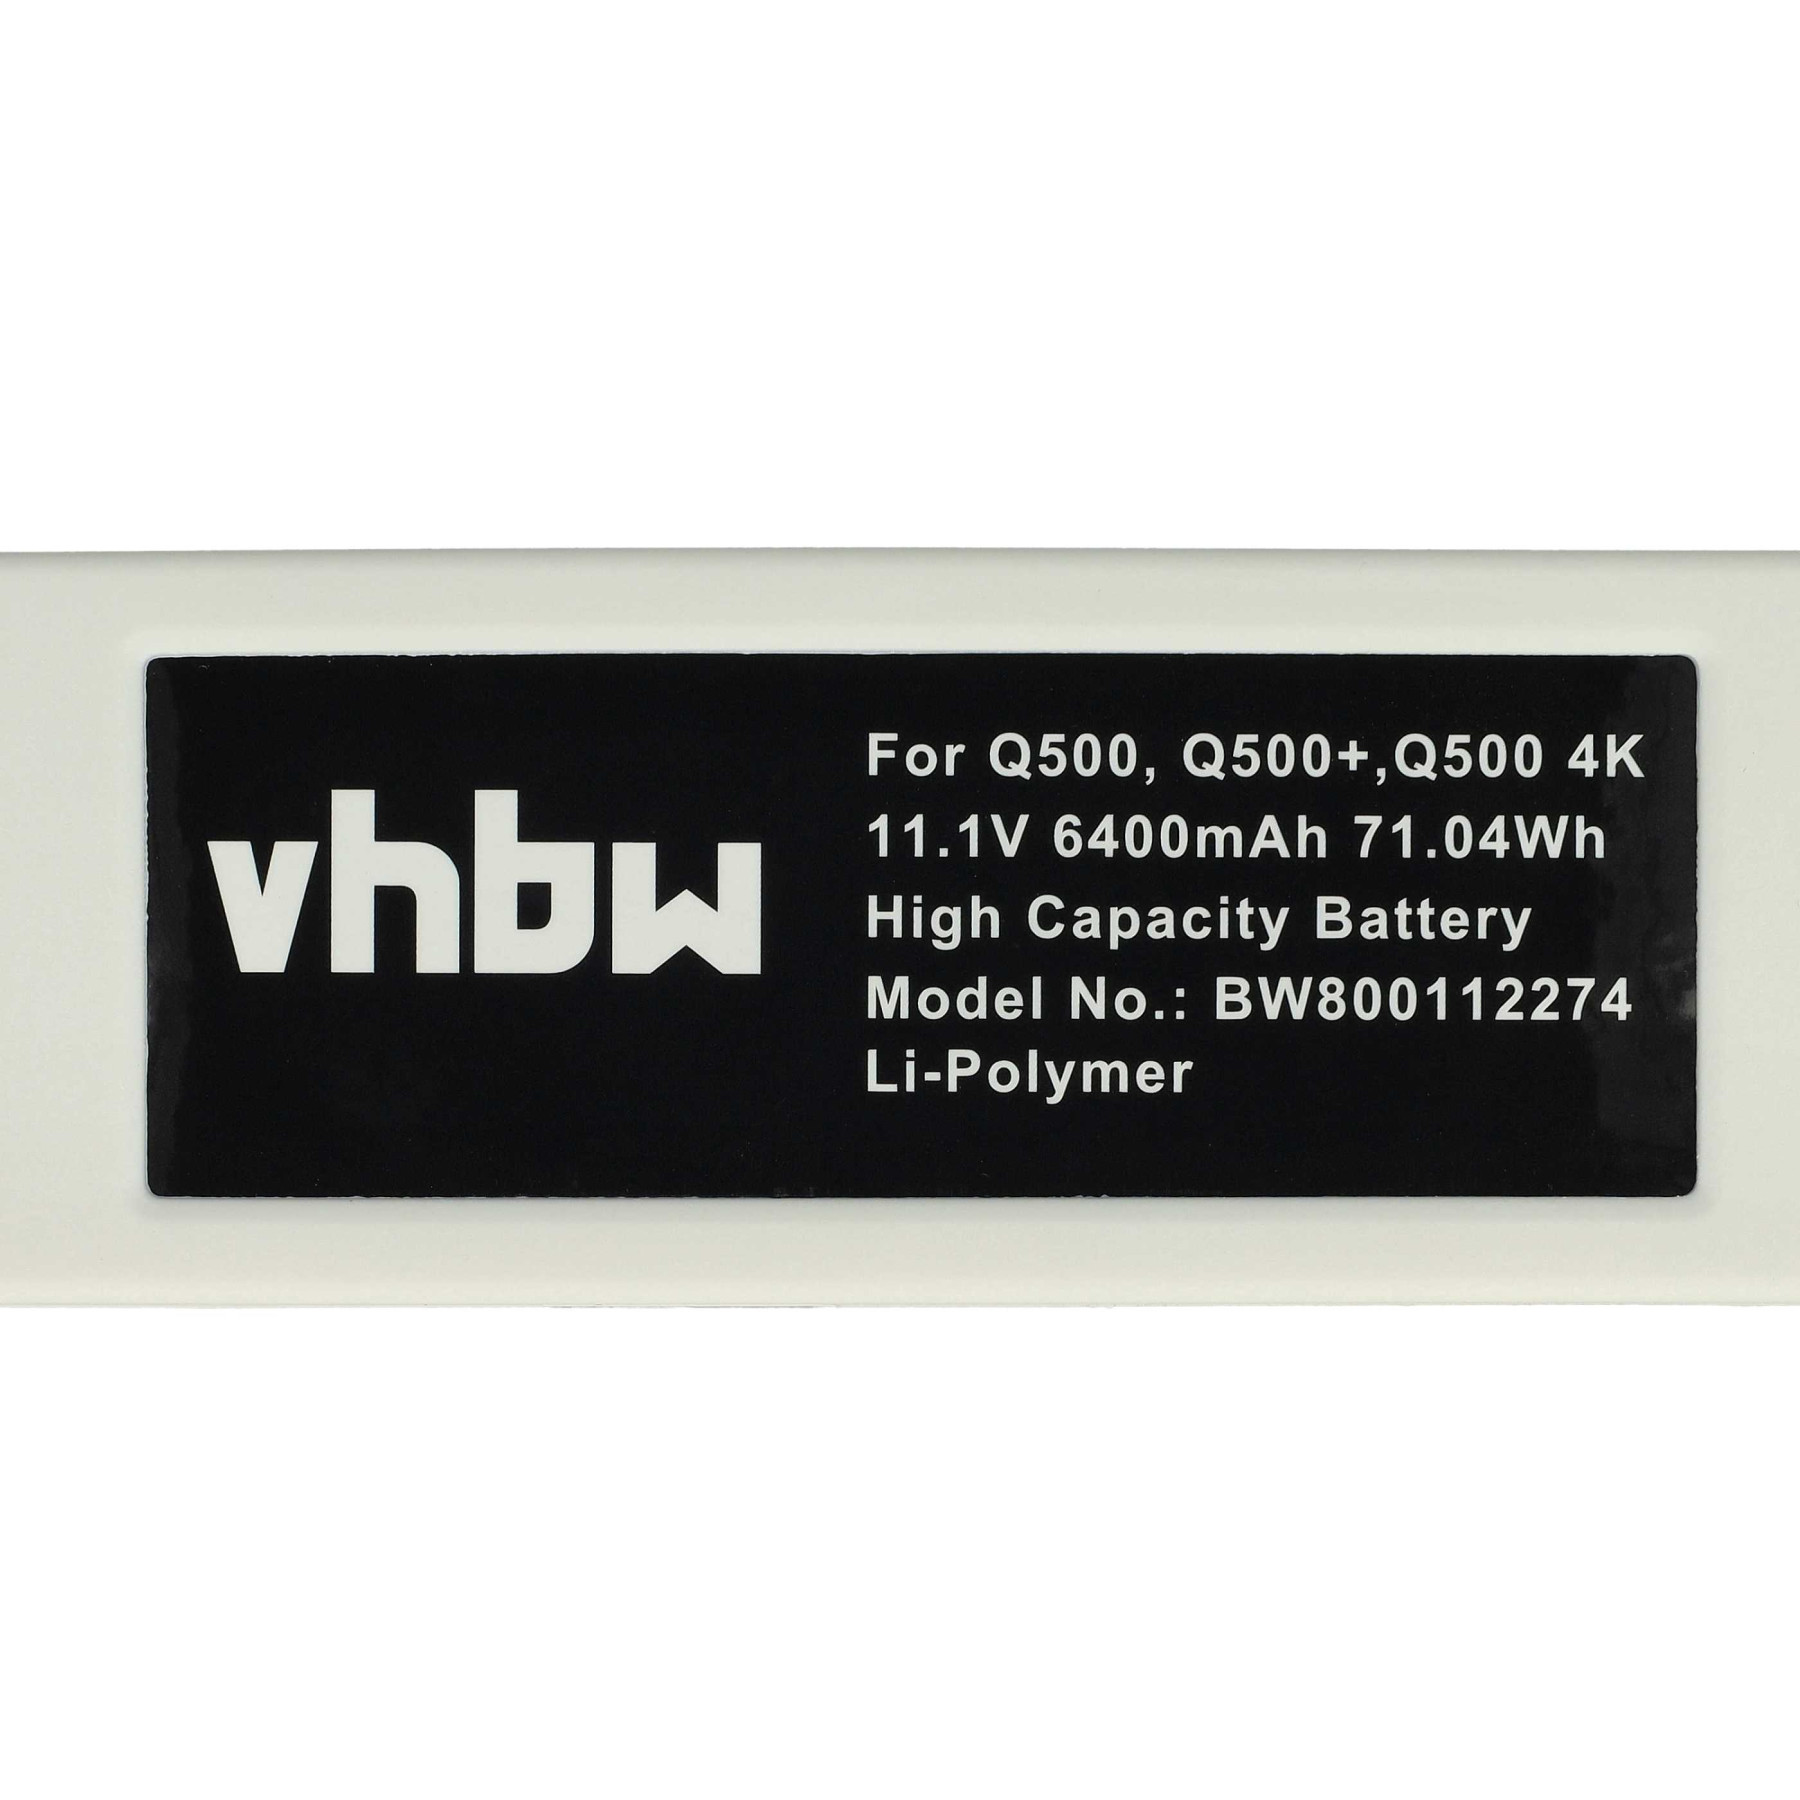 vhbw
For Q500, Q500+,Q500 4K
11.1V 6400mAh 71.04Wh
High Capacity Battery
Model No.: BW800112274
Li-Polymer